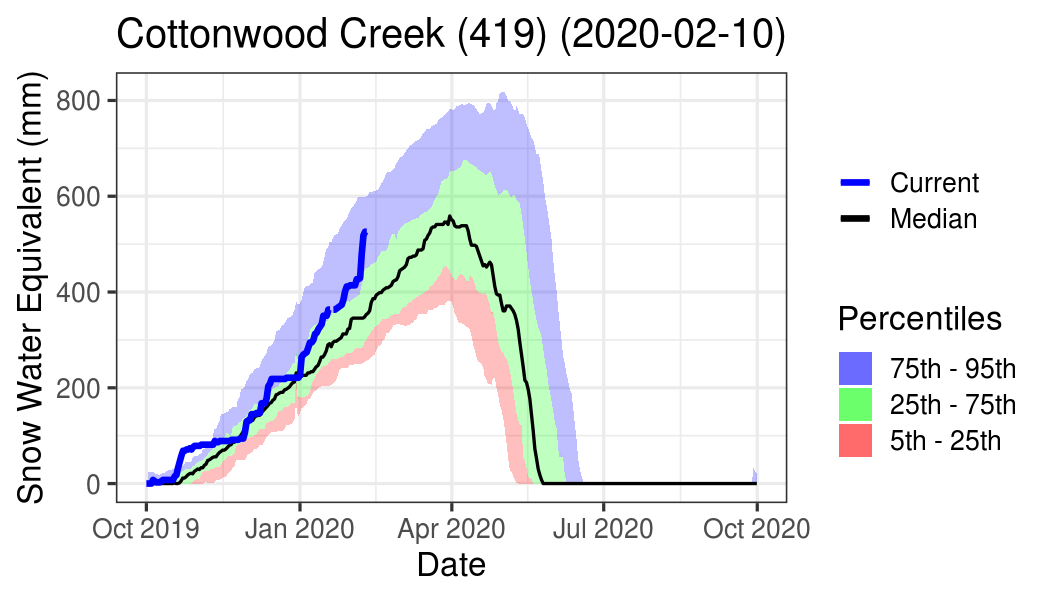 Cottonwood Creek (419) (2020-02-10)
Snow Water Equivalent (mm)
800
600
400
200
0
Oct 2019
Jan 2020
Apr 2020
Jul 2020
Oct 2020
Date
Current
Median
Percentiles
75th - 95th
25th - 75th
5th - 25th